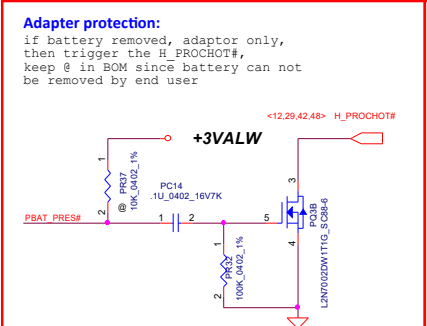 Adapter protection:
if battery removed, adaptor only,
then trigger the H_PROCHOT#,
keep @ in BOM since battery can not
be removed by end user
<12,29,42,48> H_PROCHOT#
+3VALW
1
PR37
10K_0402_1%
@
2
PC14
.1U_0402_16V7K
PBAT_PRES#
1
2
5
3
4
PQ3B
L2N7002DW1T1G_SC88-6
1
PR32
100K_0402_1%
2